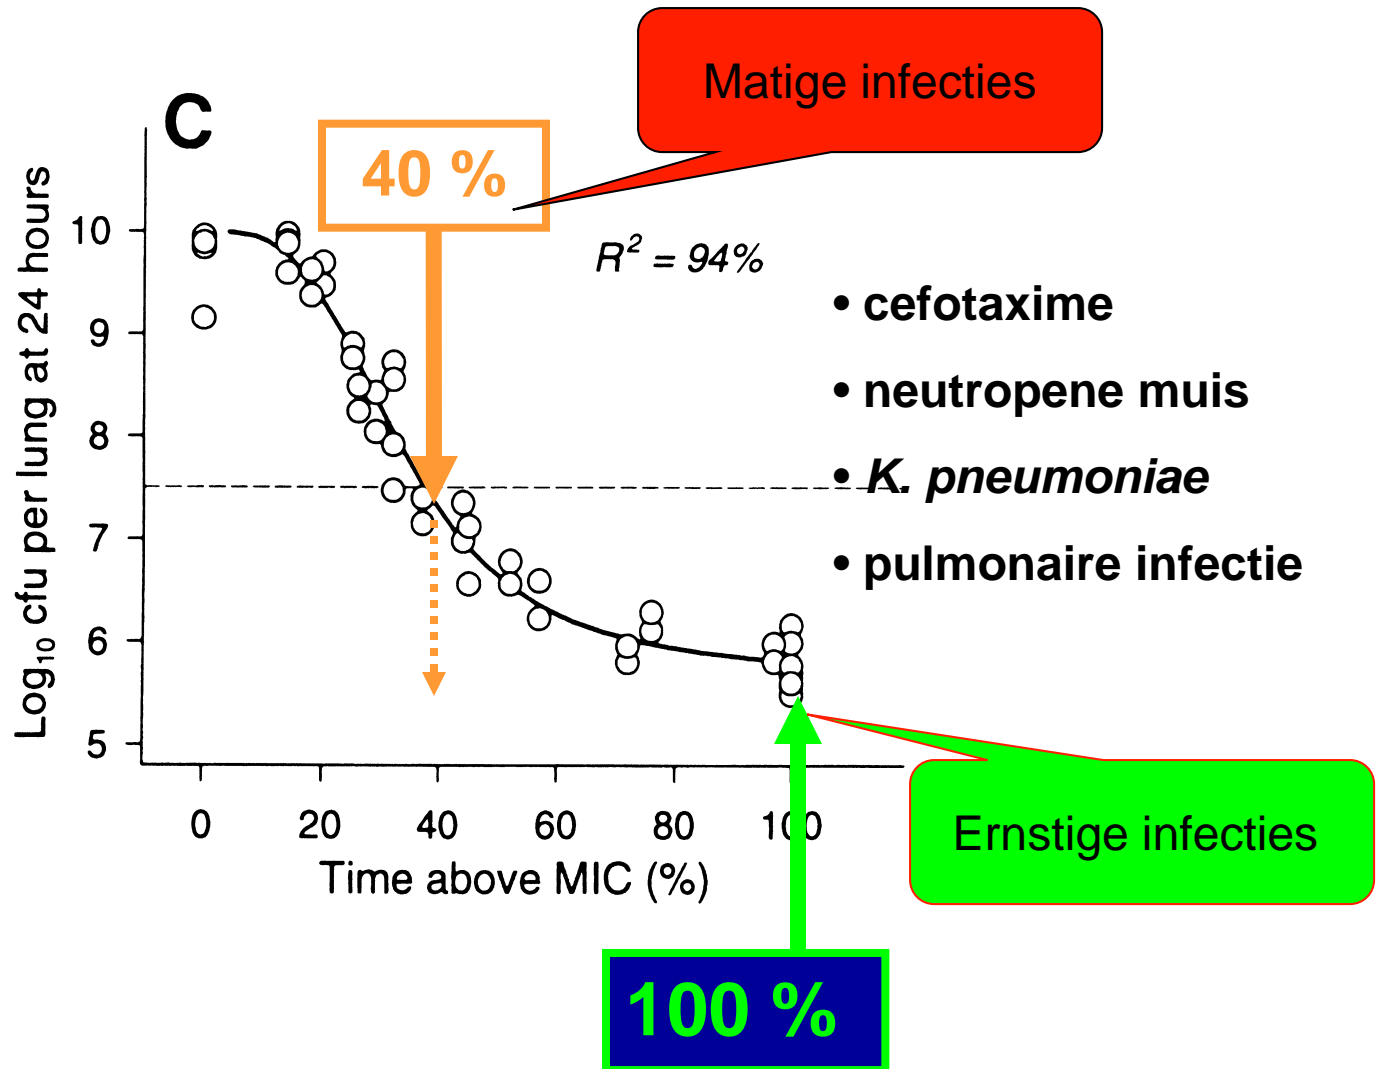 Matige infecties
C
40 %
R² = 94%
Log₁₀ cfu per lung at 24 hours
10
9
8
7
6
5
• cefotaxime
• neutropene muis
• K. pneumoniae
• pulmonaire infectie
0 20 40 60 80 100
Time above MIC (%)
Ernstige infecties
100 %